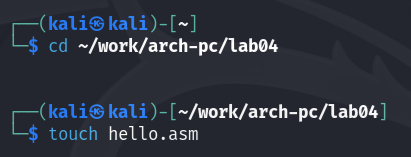 ┌──(kali㉿kali)-[~]
└─$ cd ~/work/arch-pc/lab04
┌──(kali㉿kali)-[~/work/arch-pc/lab04]
└─$ touch hello.asm